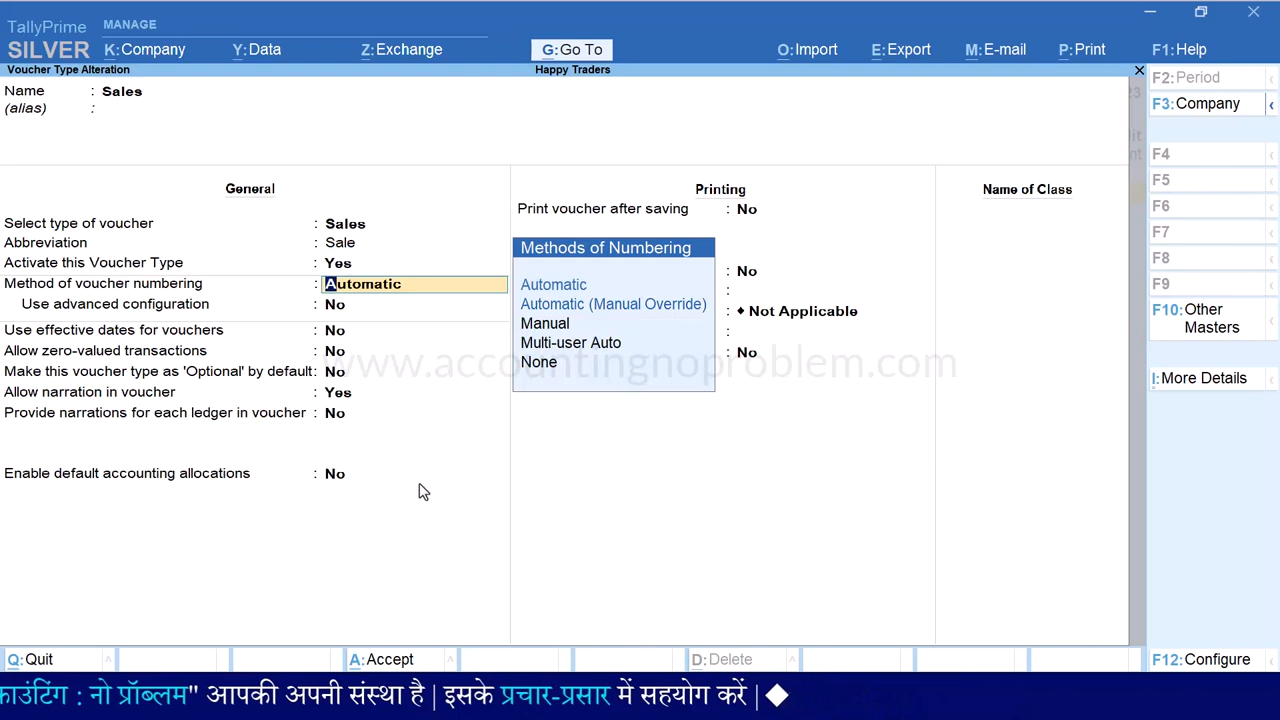 TallyPrime
MANAGE
SILVER
K:Company
Y:Data
Z:Exchange
G:Go To
O:Import
E:Export
M:E-mail
P:Print
F1:Help
Voucher Type Alteration
Happy Traders
F2:Period
F3:Company
F4
F5
F6
F7
F8
F9
F10:Other
Masters
I:More Details
F12:Configure
Name : Sales
(alias) :
General
Select type of voucher : Sales
Abbreviation : Sale
Activate this Voucher Type : Yes
Method of voucher numbering : Automatic
Use advanced configuration : No
Use effective dates for vouchers : No
Allow zero-valued transactions : No
Make this voucher type as 'Optional' by default : No
Allow narration in voucher : Yes
Provide narrations for each ledger in voucher : No
Enable default accounting allocations : No
Printing
Print voucher after saving : No
: No
:
: ♦ Not Applicable
:
: No
Methods of Numbering
Automatic
Automatic (Manual Override)
Manual
Multi-user Auto
None
Name of Class
www.accountingnoproblem.com
Q:Quit
A:Accept
D:Delete
काउंटिंग : नो प्रॉब्लम" आपकी अपनी संस्था है | इसके प्रचार-प्रसार में सहयोग करें | ◆